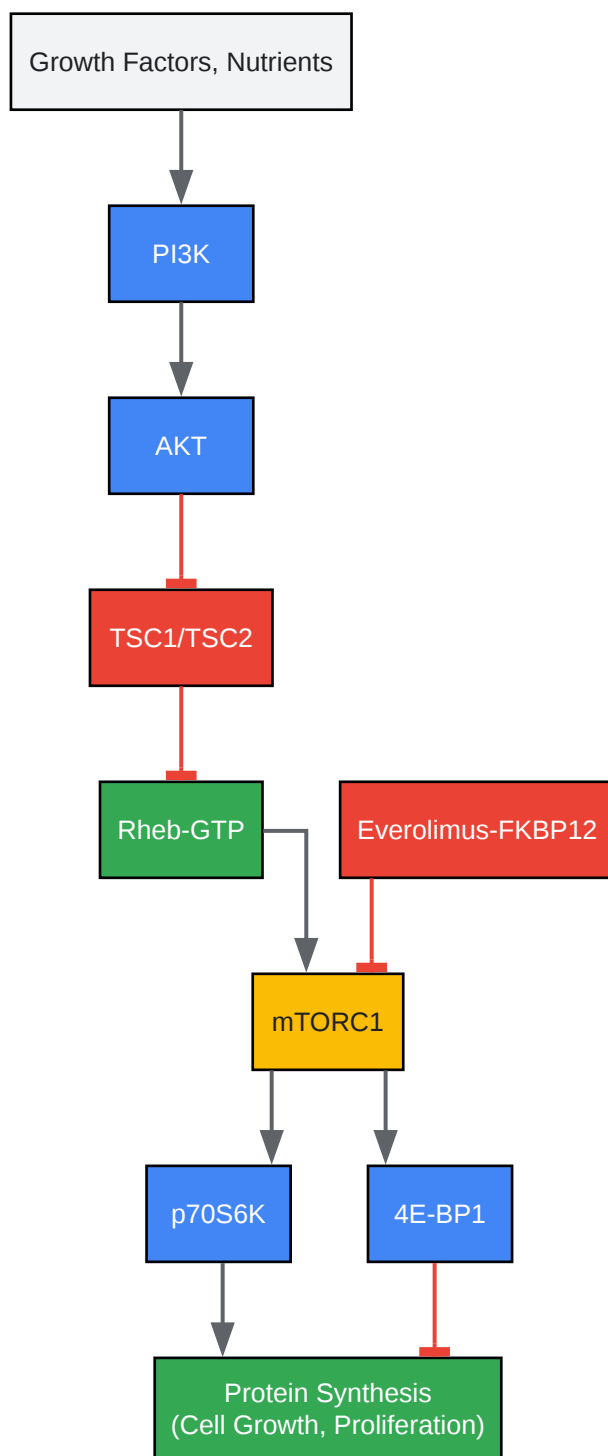 Growth Factors, Nutrients
PI3K
AKT
TSC1/TSC2
Rheb-GTP
Everolimus-FKBP12
mTORC1
p70S6K
4E-BP1
Protein Synthesis
(Cell Growth, Proliferation)